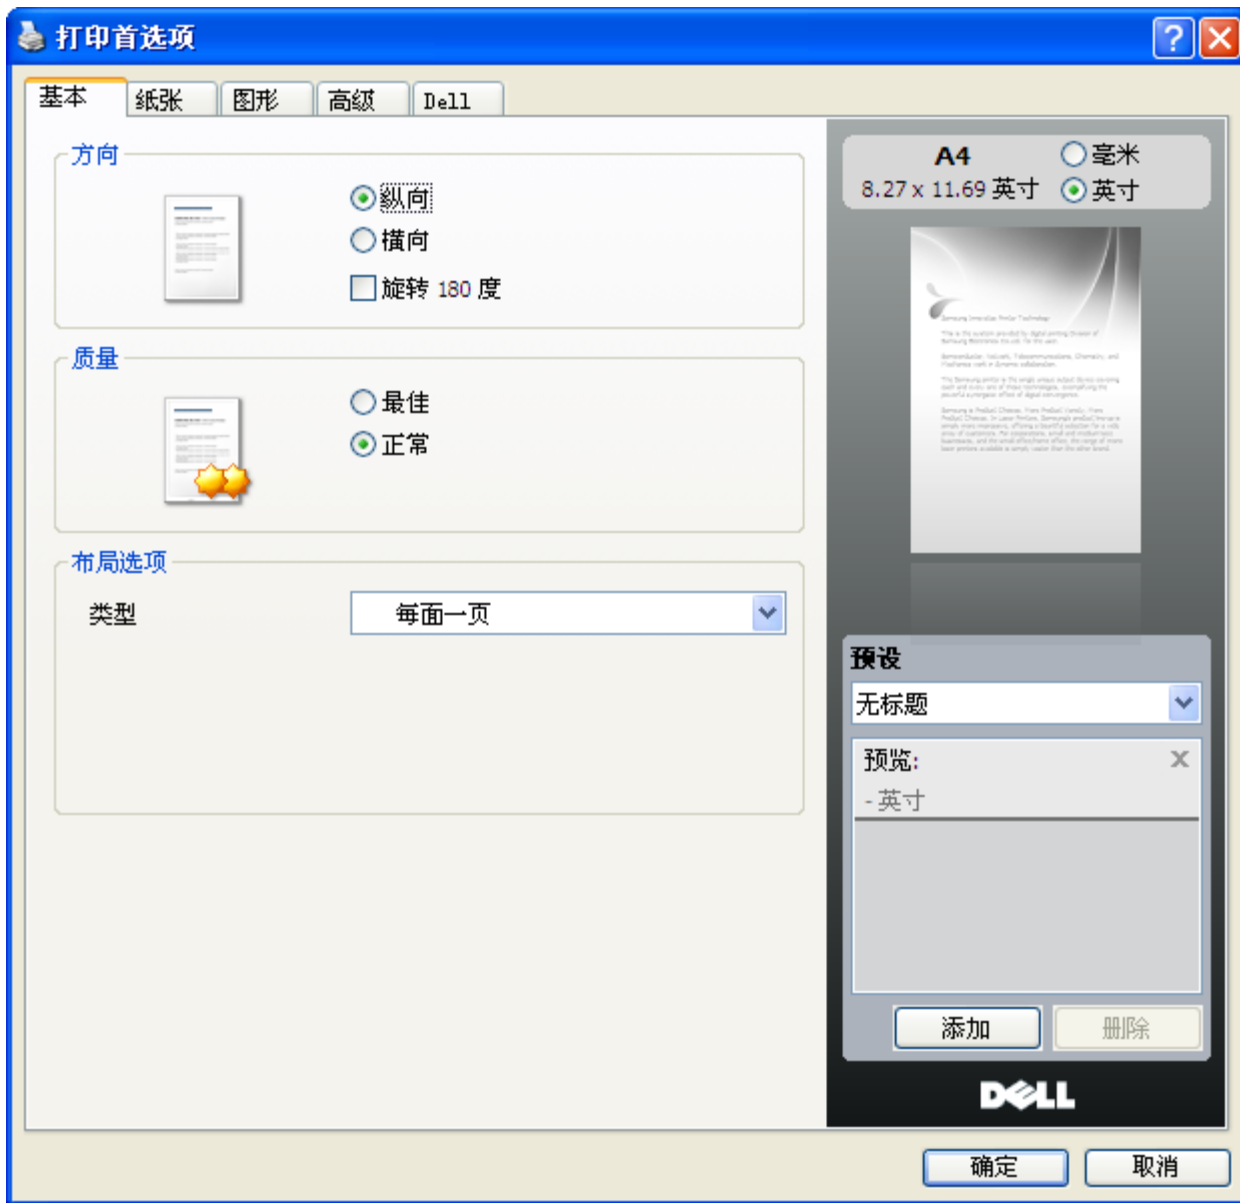 打印首选项
基本
纸张
图形
高级
Dell
方向
纵向
横向
旋转 180 度
质量
最佳
正常
布局选项
类型
每面一页
A4
毫米
8.27 x 11.69 英寸
英寸
预设
无标题
预览:
- 英寸
添加
删除
DELL
确定
取消